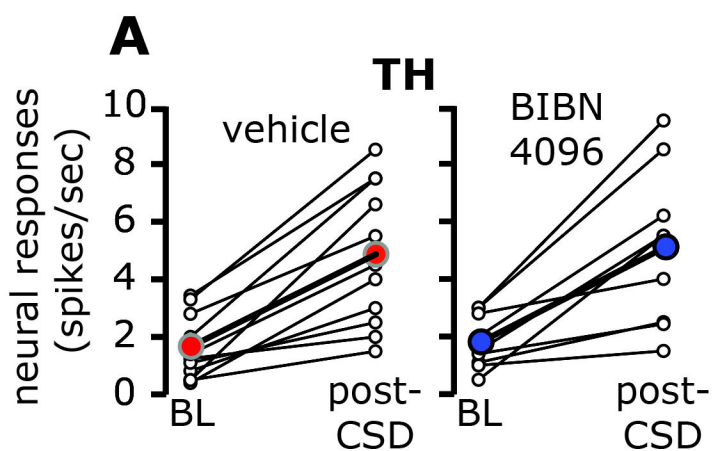 A
TH
neural responses
(spikes/sec)
10
8
6
4
2
0
vehicle
BL
post-
CSD
BIBN
4096
BL
post-
CSD